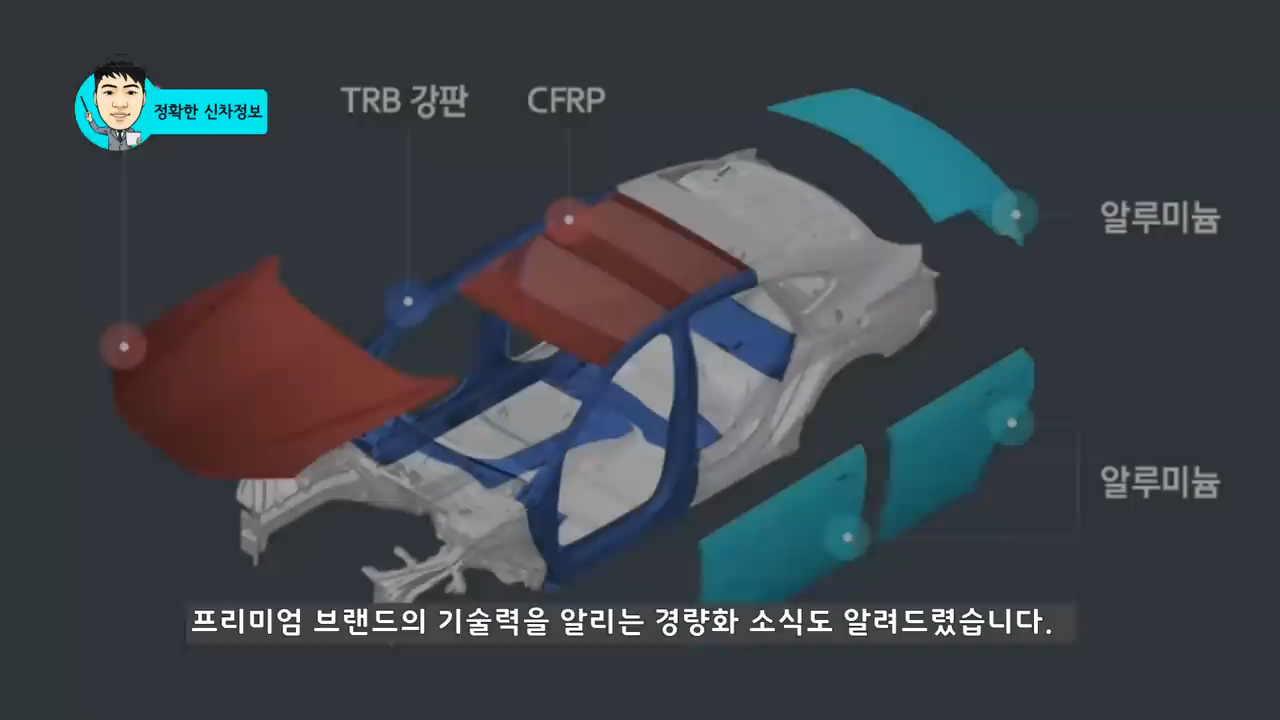 정확한 신차정보
TRB 강판
CFRP
알루미늄
알루미늄
프리미엄 브랜드의 기술력을 알리는 경량화 소식도 알려드렸습니다.